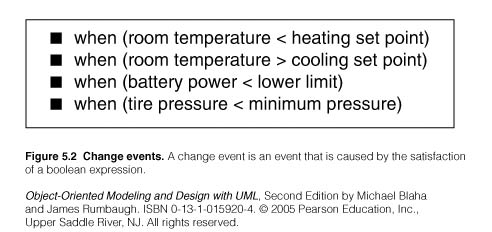 ■ when (room temperature < heating set point)
■ when (room temperature > cooling set point)
■ when (battery power < lower limit)
■ when (tire pressure < minimum pressure)
Figure 5.2 Change events. A change event is an event that is caused by the satisfaction
of a boolean expression.
Object-Oriented Modeling and Design with UML, Second Edition by Michael Blaha
and James Rumbaugh. ISBN 0-13-1-015920-4. © 2005 Pearson Education, Inc.,
Upper Saddle River, NJ. All rights reserved.